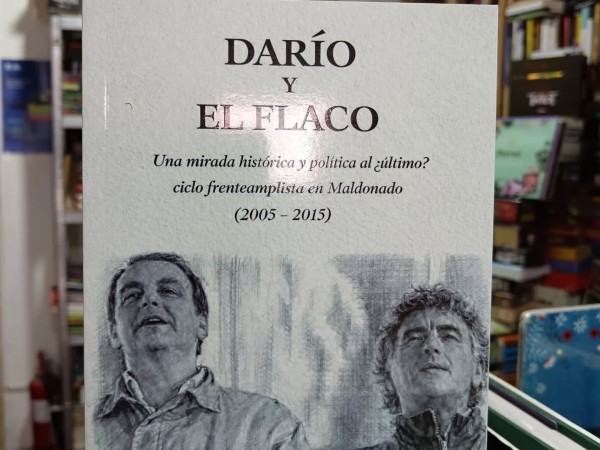 DARÍO
Y
EL FLACO
Una mirada histórica y política al ¿último?
ciclo frenteamplista en Maldonado
(2005 – 2015)